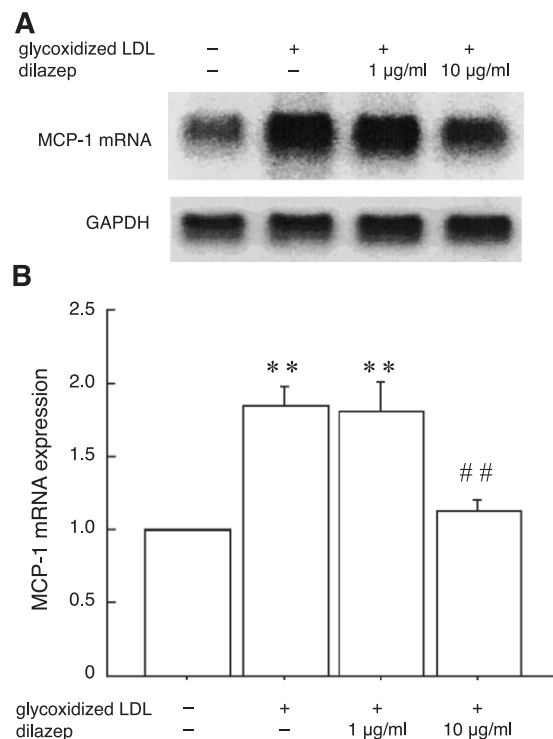 A
glycoxidized LDL – + + +
dilazep – – 1 µg/ml 10 µg/ml
MCP-1 mRNA
GAPDH
B
MCP-1 mRNA expression
2.5
2.0
1.5
1.0
0.5
0
** ** ##
glycoxidized LDL – + + +
dilazep – – 1 µg/ml 10 µg/ml